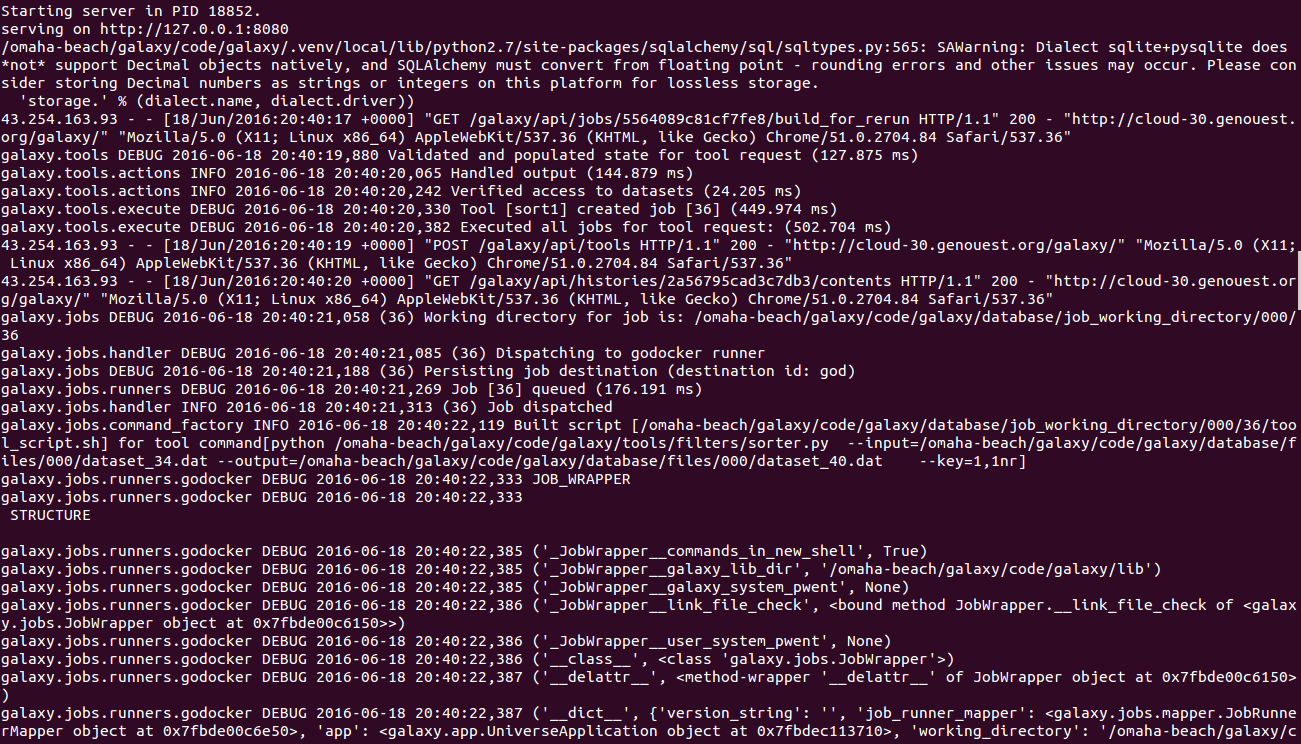 Starting server in PID 18852.
serving on http://127.0.0.1:8080
/omaha-beach/galaxy/code/galaxy/.venv/local/lib/python2.7/site-packages/sqlalchemy/sql/sqltypes.py:565: SAWarning: Dialect sqlite+pysqlite does
*not* support Decimal objects natively, and SQLAlchemy must convert from floating point - rounding errors and other issues may occur. Please con
sider storing Decimal numbers as strings or integers on this platform for lossless storage.
  'storage.' % (dialect.name, dialect.driver))
43.254.163.93 - - [18/Jun/2016:20:40:17 +0000] "GET /galaxy/api/jobs/5564089c81cf7fe8/build_for_rerun HTTP/1.1" 200 - "http://cloud-30.genouest.
org/galaxy/" "Mozilla/5.0 (X11; Linux x86_64) AppleWebKit/537.36 (KHTML, like Gecko) Chrome/51.0.2704.84 Safari/537.36"
galaxy.tools DEBUG 2016-06-18 20:40:19,880 Validated and populated state for tool request (127.875 ms)
galaxy.tools.actions INFO 2016-06-18 20:40:20,065 Handled output (144.879 ms)
galaxy.tools.actions INFO 2016-06-18 20:40:20,242 Verified access to datasets (24.205 ms)
galaxy.tools.execute DEBUG 2016-06-18 20:40:20,330 Tool [sort1] created job [36] (449.974 ms)
galaxy.tools.execute DEBUG 2016-06-18 20:40:20,382 Executed all jobs for tool request: (502.704 ms)
43.254.163.93 - - [18/Jun/2016:20:40:19 +0000] "POST /galaxy/api/tools HTTP/1.1" 200 - "http://cloud-30.genouest.org/galaxy/" "Mozilla/5.0 (X11;
 Linux x86_64) AppleWebKit/537.36 (KHTML, like Gecko) Chrome/51.0.2704.84 Safari/537.36"
43.254.163.93 - - [18/Jun/2016:20:40:20 +0000] "GET /galaxy/api/histories/2a56795cad3c7db3/contents HTTP/1.1" 200 - "http://cloud-30.genouest.or
g/galaxy/" "Mozilla/5.0 (X11; Linux x86_64) AppleWebKit/537.36 (KHTML, like Gecko) Chrome/51.0.2704.84 Safari/537.36"
galaxy.jobs DEBUG 2016-06-18 20:40:21,058 (36) Working directory for job is: /omaha-beach/galaxy/code/galaxy/database/job_working_directory/000/
36
galaxy.jobs.handler DEBUG 2016-06-18 20:40:21,085 (36) Dispatching to godocker runner
galaxy.jobs DEBUG 2016-06-18 20:40:21,188 (36) Persisting job destination (destination id: god)
galaxy.jobs.runners DEBUG 2016-06-18 20:40:21,269 Job [36] queued (176.191 ms)
galaxy.jobs.handler INFO 2016-06-18 20:40:21,313 (36) Job dispatched
galaxy.jobs.command_factory INFO 2016-06-18 20:40:22,119 Built script [/omaha-beach/galaxy/code/galaxy/database/job_working_directory/000/36/too
l_script.sh] for tool command[python /omaha-beach/galaxy/code/galaxy/tools/filters/sorter.py  --input=/omaha-beach/galaxy/code/galaxy/database/f
iles/000/dataset_34.dat --output=/omaha-beach/galaxy/code/galaxy/database/files/000/dataset_40.dat    --key=1,1nr]
galaxy.jobs.runners.godocker DEBUG 2016-06-18 20:40:22,333 JOB_WRAPPER
galaxy.jobs.runners.godocker DEBUG 2016-06-18 20:40:22,333
 STRUCTURE
galaxy.jobs.runners.godocker DEBUG 2016-06-18 20:40:22,385 ('_JobWrapper__commands_in_new_shell', True)
galaxy.jobs.runners.godocker DEBUG 2016-06-18 20:40:22,385 ('_JobWrapper__galaxy_lib_dir', '/omaha-beach/galaxy/code/galaxy/lib')
galaxy.jobs.runners.godocker DEBUG 2016-06-18 20:40:22,385 ('_JobWrapper__galaxy_system_pwent', None)
galaxy.jobs.runners.godocker DEBUG 2016-06-18 20:40:22,386 ('_JobWrapper__link_file_check', <bound method JobWrapper.__link_file_check of <galax
y.jobs.JobWrapper object at 0x7fbde00c6150>>)
galaxy.jobs.runners.godocker DEBUG 2016-06-18 20:40:22,386 ('_JobWrapper__user_system_pwent', None)
galaxy.jobs.runners.godocker DEBUG 2016-06-18 20:40:22,386 ('__class__', <class 'galaxy.jobs.JobWrapper'>)
galaxy.jobs.runners.godocker DEBUG 2016-06-18 20:40:22,387 ('__delattr__', <method-wrapper '__delattr__' of JobWrapper object at 0x7fbde00c6150>
)
galaxy.jobs.runners.godocker DEBUG 2016-06-18 20:40:22,387 ('__dict__', {'version_string': '', 'job_runner_mapper': <galaxy.jobs.mapper.JobRunne
rMapper object at 0x7fbde00c6e50>, 'app': <galaxy.app.UniverseApplication object at 0x7fbdec113710>, 'working_directory': '/omaha-beach/galaxy/c